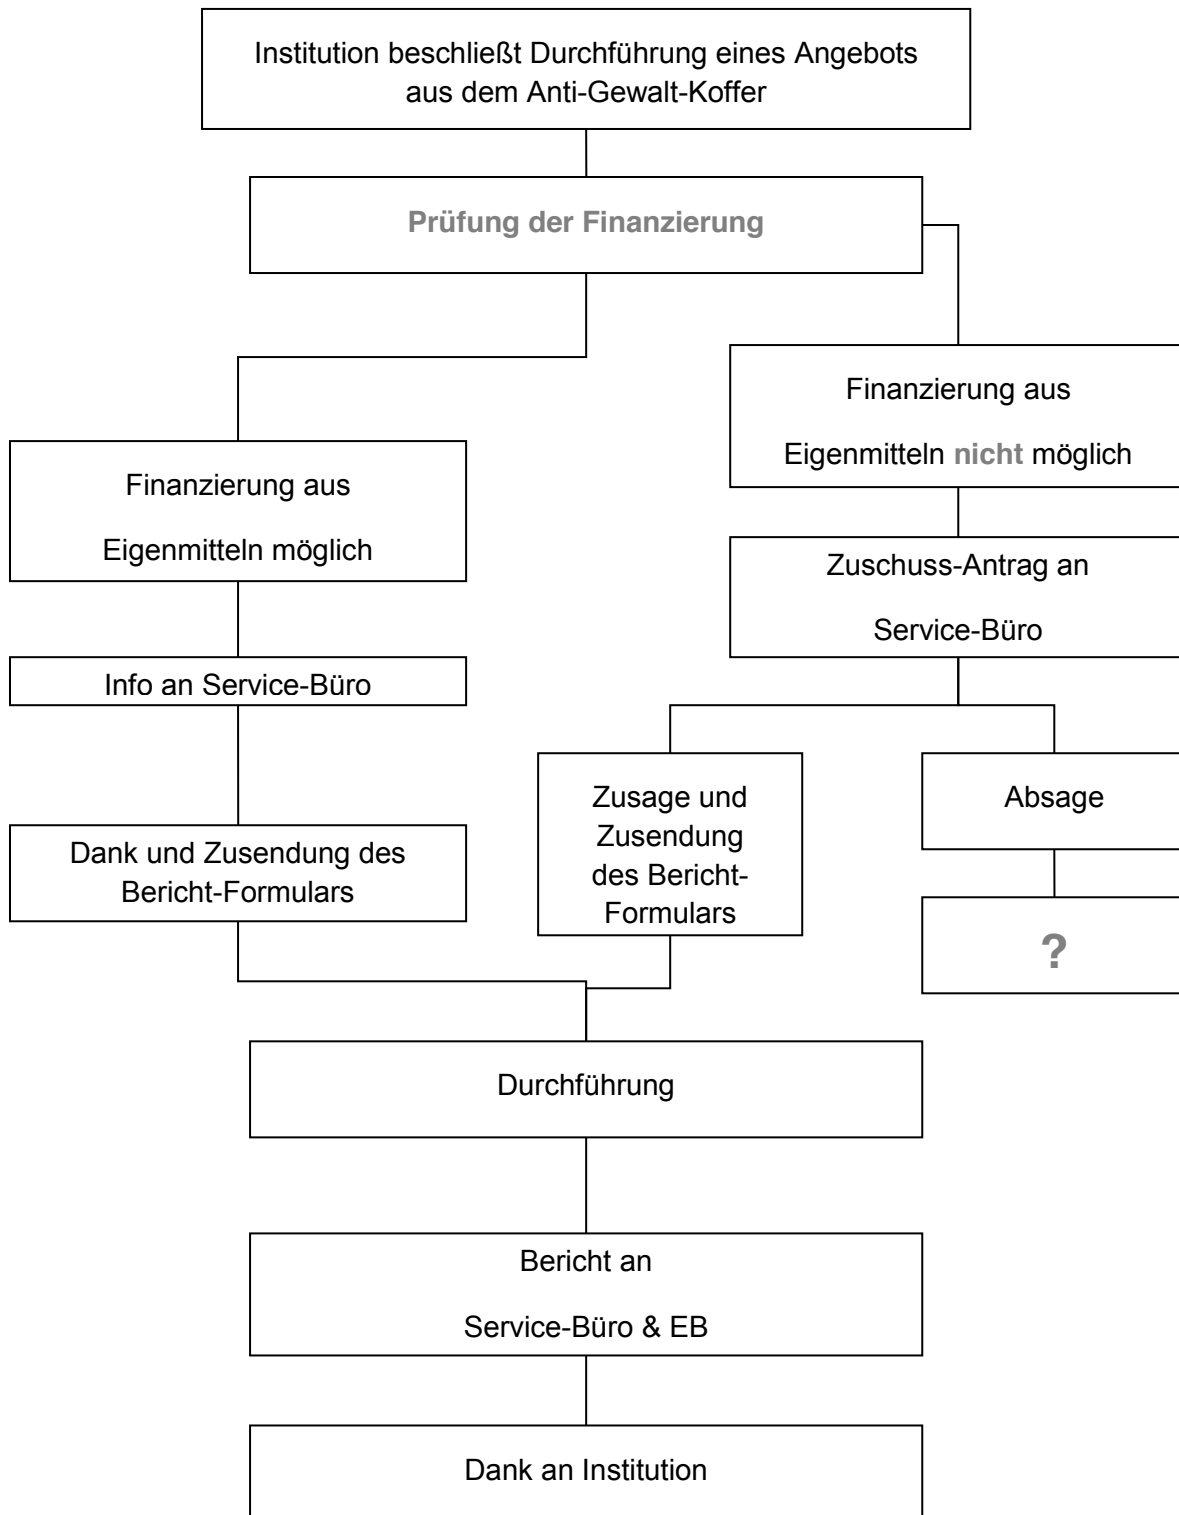 Institution beschließt Durchführung eines Angebots
aus dem Anti-Gewalt-Koffer
Prüfung der Finanzierung
Finanzierung aus
Eigenmitteln nicht möglich
Finanzierung aus
Eigenmitteln möglich
Zuschuss-Antrag an
Service-Büro
Info an Service-Büro
Zusage und
Zusendung
des Bericht-
Formulars
Absage
Dank und Zusendung des
Bericht-Formulars
?
Durchführung
Bericht an
Service-Büro & EB
Dank an Institution